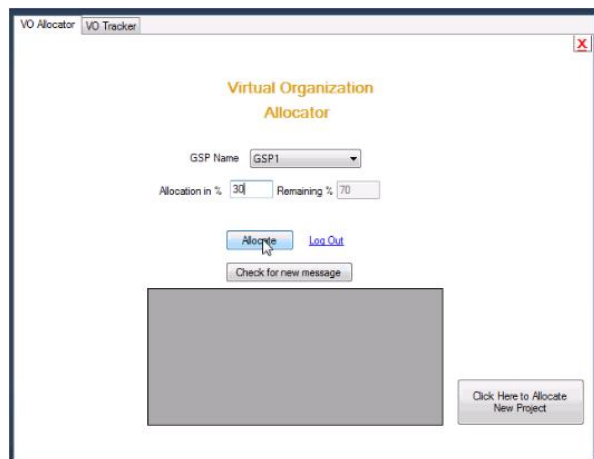 VO Allocator VO Tracker
X
Virtual Organization
Allocator
GSP Name GSP1
Allocation in % 30 Remaining % 70
Allocate Log Out
Check for new message
Click Here to Allocate
New Project